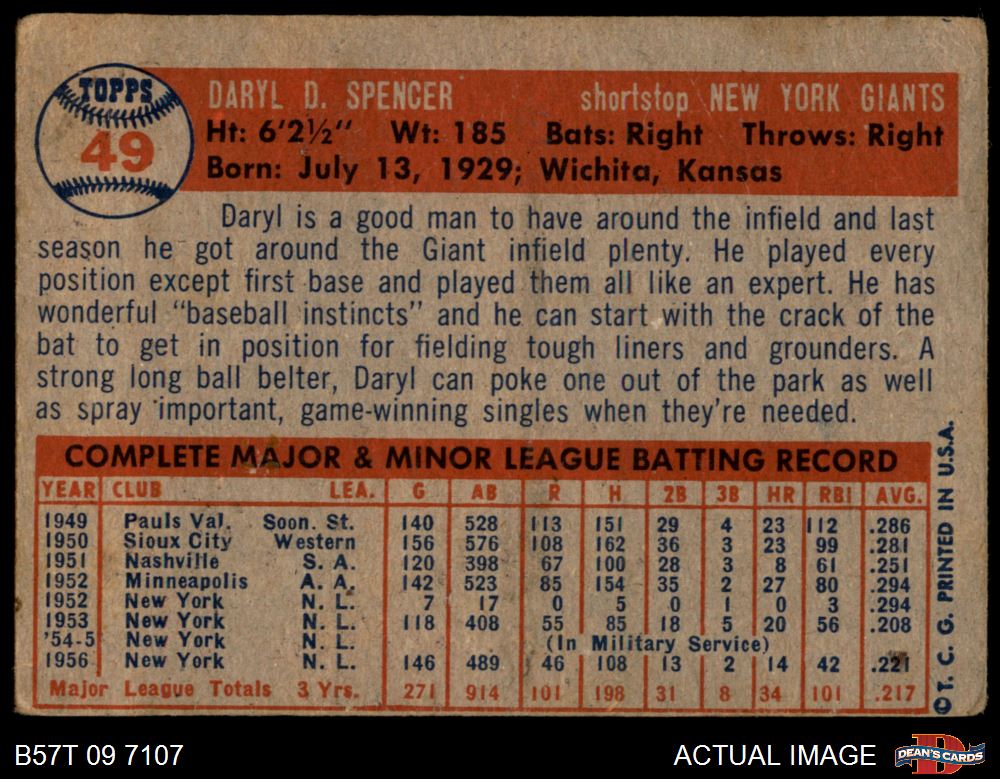 TOPPS
49
DARYL D. SPENCER shortstop NEW YORK GIANTS
Ht: 6'2½" Wt: 185 Bats: Right Throws: Right
Born: July 13, 1929; Wichita, Kansas
Daryl is a good man to have around the infield and last
season he got around the Giant infield plenty. He played every
position except first base and played them all like an expert. He has
wonderful "baseball instincts" and he can start with the crack of the
bat to get in position for fielding tough liners and grounders. A
strong long ball belter, Daryl can poke one out of the park as well
as spray important, game-winning singles when they're needed.
COMPLETE MAJOR & MINOR LEAGUE BATTING RECORD
YEAR CLUB LEA. G AB R H 2B 3B HR RBI AVG.
1949 Pauls Val. Soon. St. 140 528 113 151 29 4 23 112 .286
1950 Sioux City Western 156 576 108 162 36 3 23 99 .281
1951 Nashville S. A. 120 398 67 100 28 3 8 61 .251
1952 Minneapolis A. A. 142 523 85 154 35 2 27 80 .294
1952 New York N. L. 7 17 0 5 0 1 0 3 .294
1953 New York N. L. 118 408 55 85 18 5 20 56 .208
'54-5 New York N. L. (In Military Service)
1956 New York N. L. 146 489 46 108 13 2 14 42 .221
Major League Totals 3 Yrs. 271 914 101 198 31 8 34 101 .217
© T. C. G. PRINTED IN U.S.A.
B57T 09 7107 ACTUAL IMAGE DEAN'S CARDS